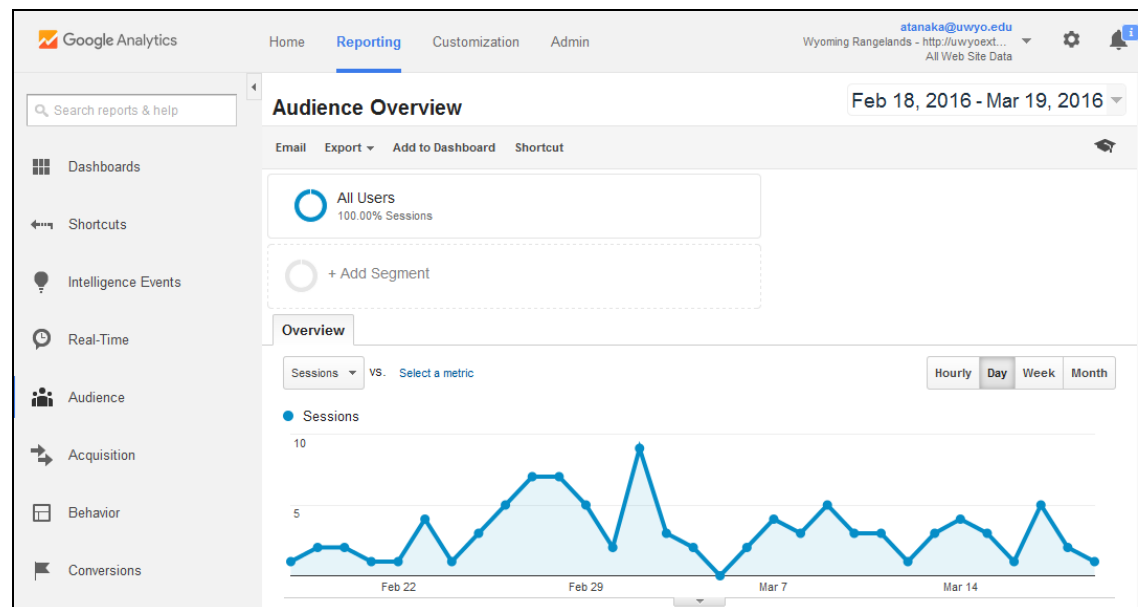 Google Analytics
Home Reporting Customization Admin
atanaka@uwyo.edu
Wyoming Rangelands - http://uwyoext...
All Web Site Data
i
Search reports & help
Dashboards
Shortcuts
Intelligence Events
Real-Time
Audience
Acquisition
Behavior
Conversions
Audience Overview
Feb 18, 2016 - Mar 19, 2016
Email Export Add to Dashboard Shortcut
All Users
100.00% Sessions
+ Add Segment
Overview
Sessions VS. Select a metric
Hourly Day Week Month
Sessions
10
5
Feb 22 Feb 29 Mar 7 Mar 14